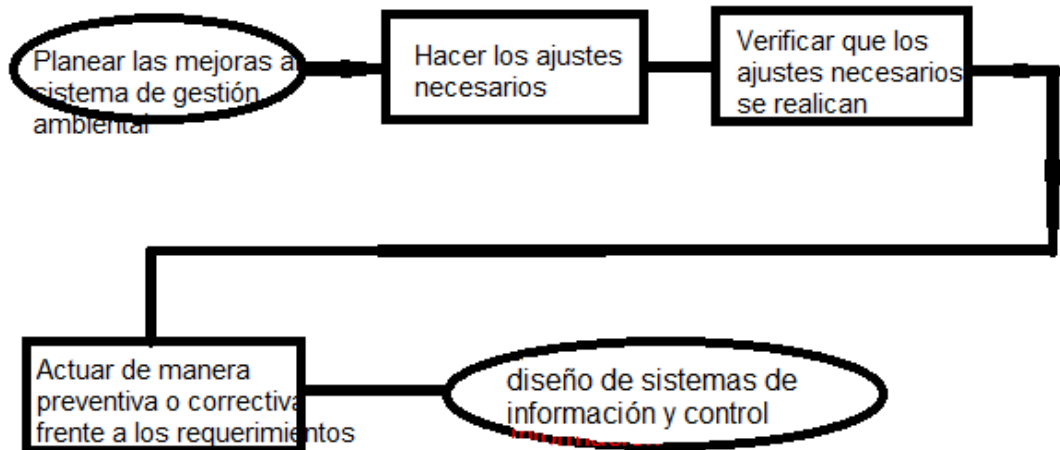 Planear las mejoras al
sistema de gestión
ambiental
Hacer los ajustes
necesarios
Verificar que los
ajustes necesarios
se realican
Actuar de manera
preventiva o correctiva
frente a los requerimientos
diseño de sistemas de
información y control